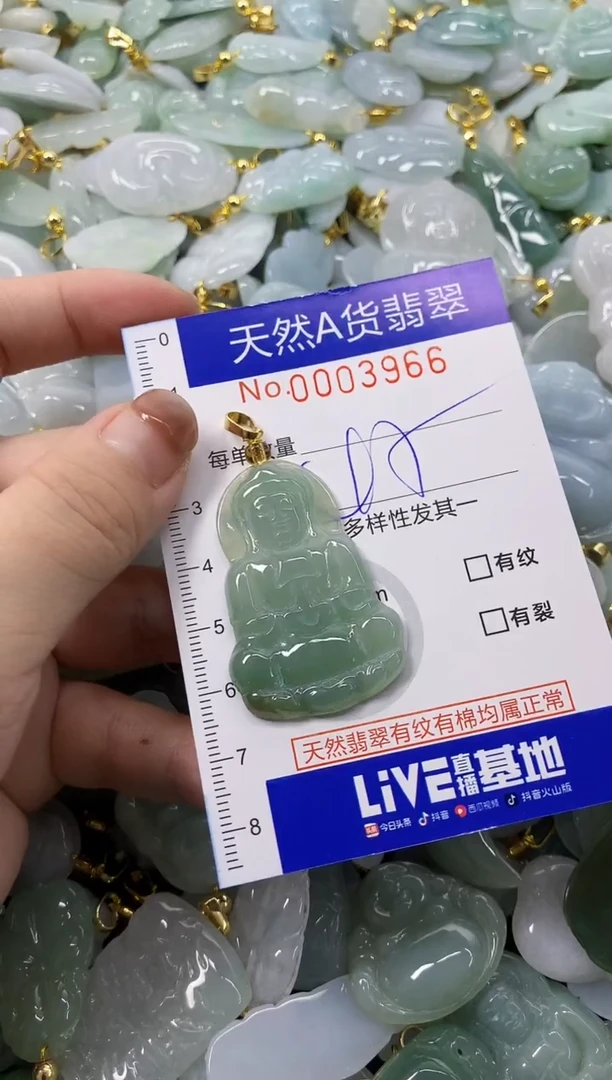 天然A货翡翠
No.0003966
0
1
每单数量
3
多样性发其一
4
有纹
n
5
有裂
6
天然翡翠有纹有棉均属正常
7
LiVE直播基地
8
头条 今日头条 抖音 西瓜视频 抖音火山版